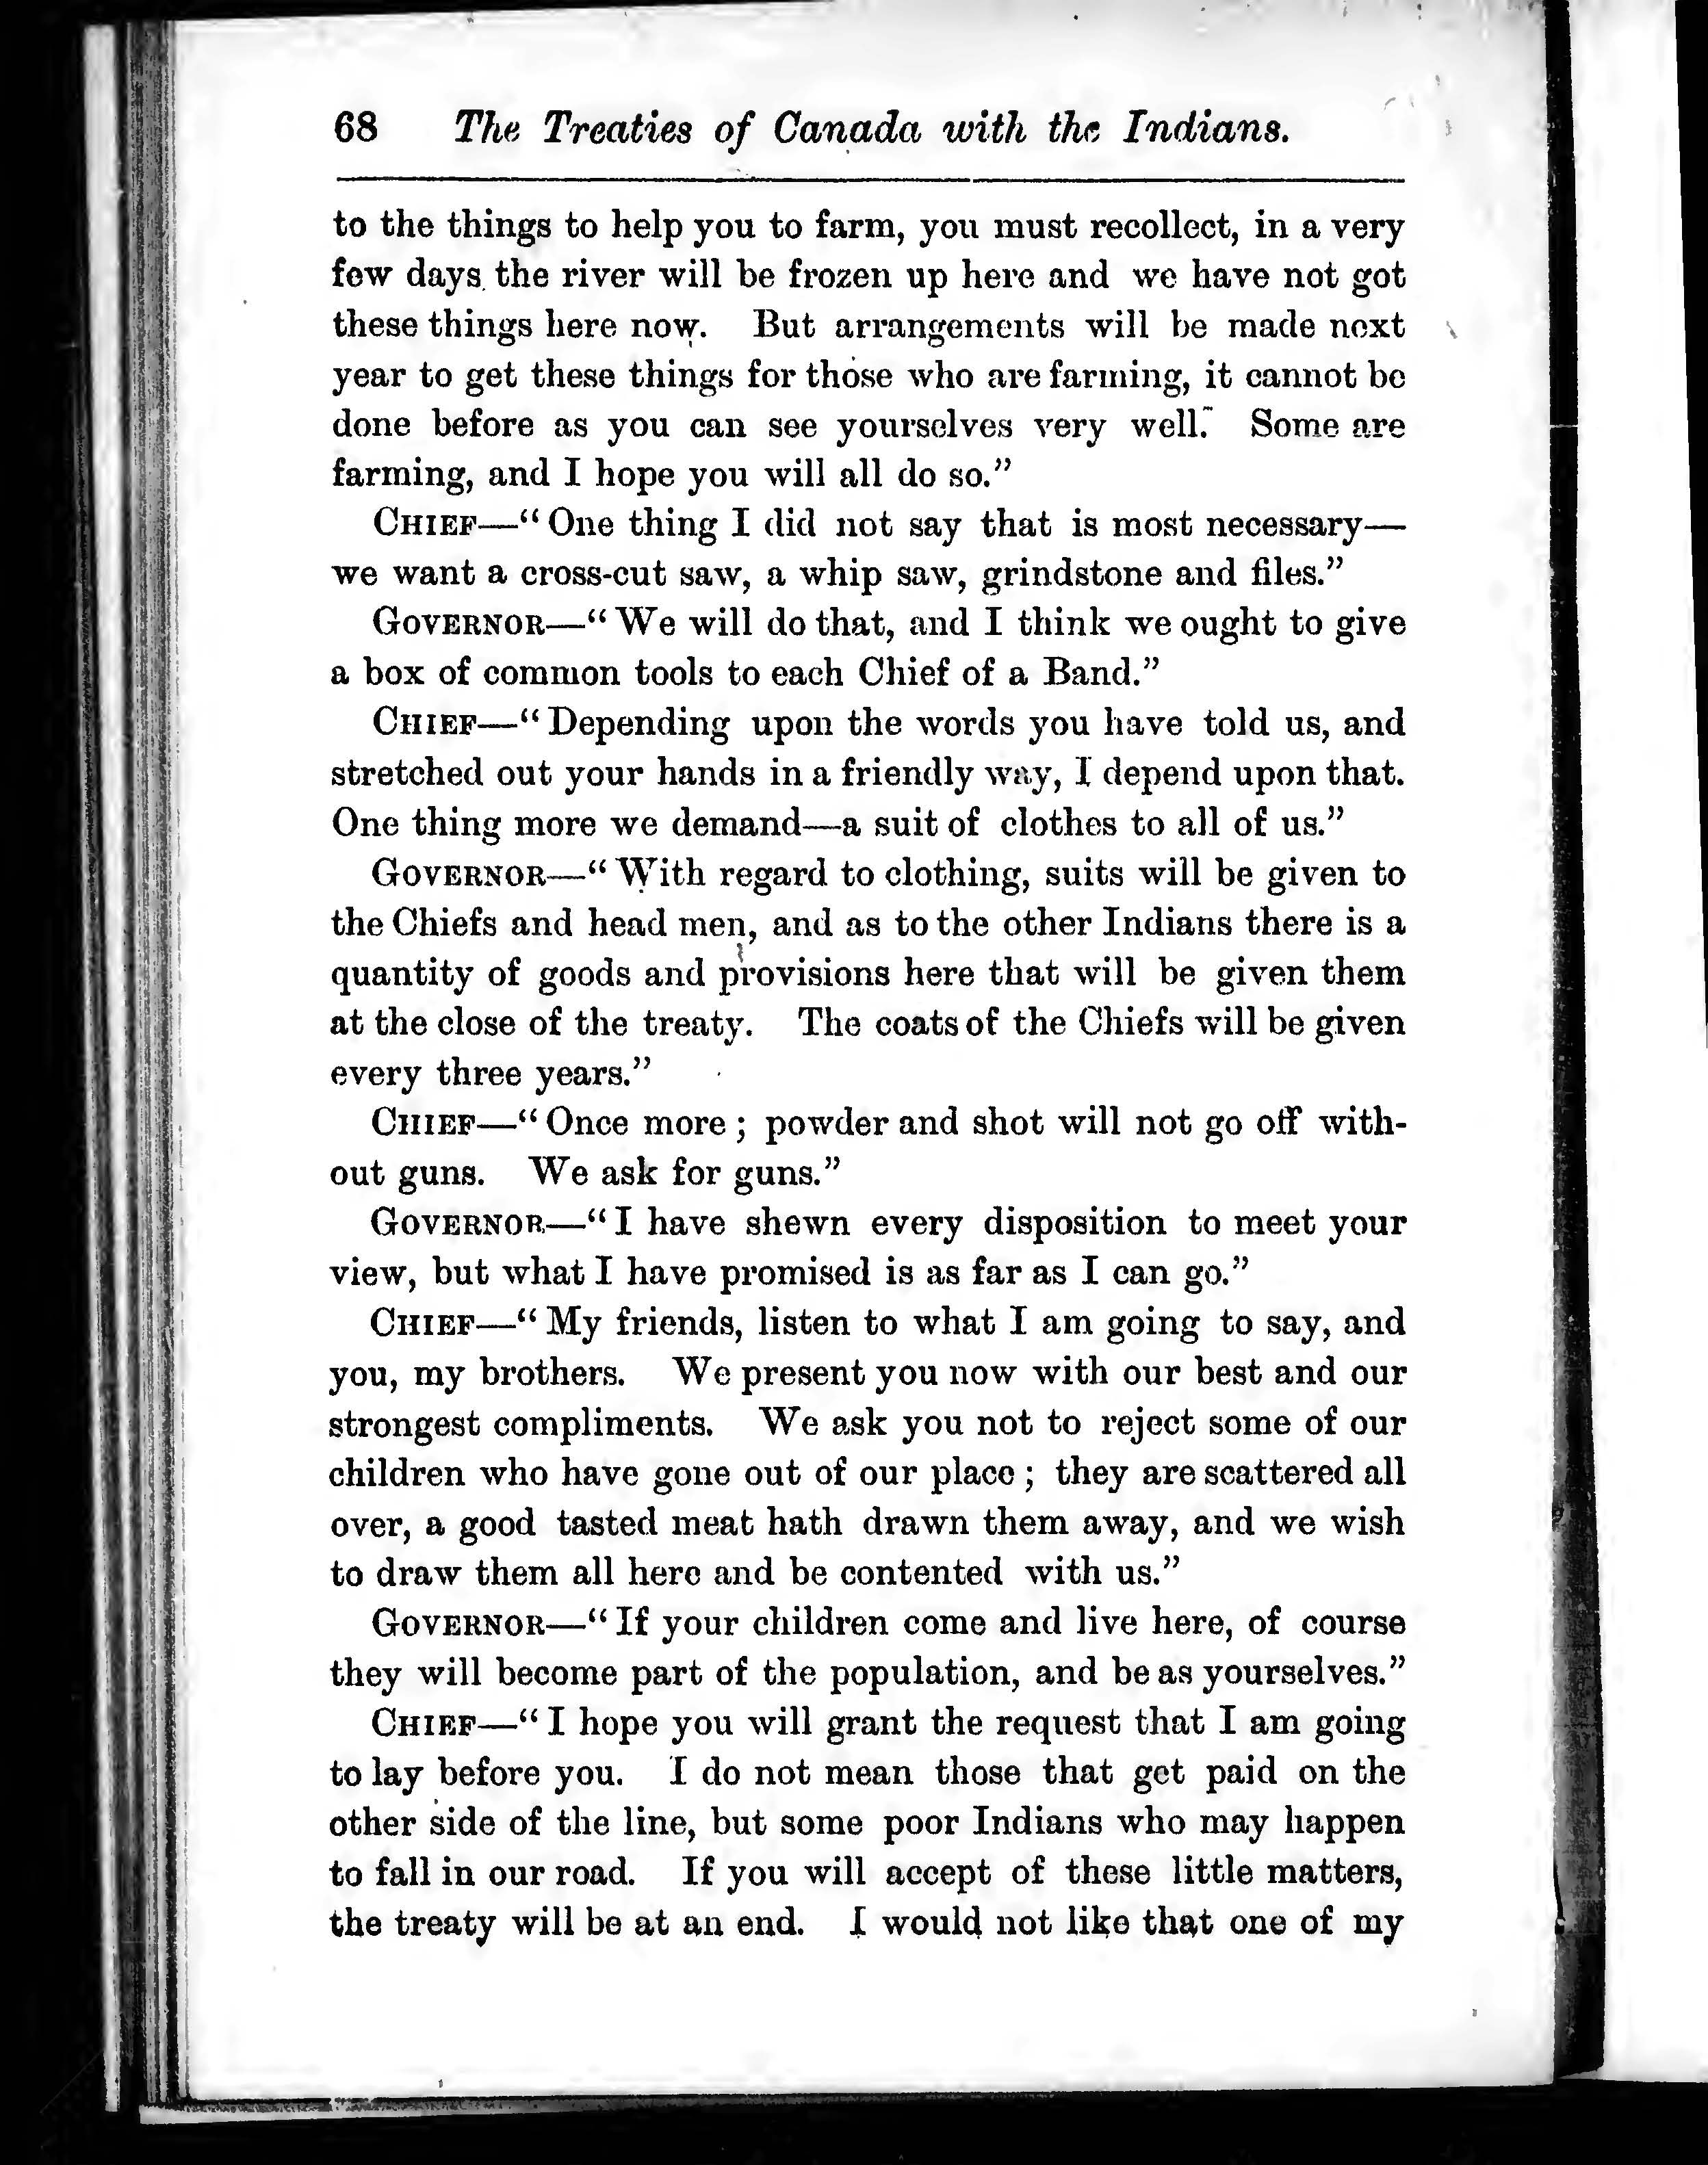 68 The Treaties of Canada with the Indians.
to the things to help you to farm, you must recollect, in a very
few days the river will be frozen up here and we have not got
these things here now. But arrangements will be made next
year to get these things for those who are farming, it cannot be
done before as you can see yourselves very well. Some are
farming, and I hope you will all do so.”
CHIEF—“ One thing I did not say that is most necessary—
we want a cross-cut saw, a whip saw, grindstone and files.”
GOVERNOR—“ We will do that, and I think we ought to give
a box of common tools to each Chief of a Band.”
CHIEF—“ Depending upon the words you have told us, and
stretched out your hands in a friendly way, I depend upon that.
One thing more we demand—a suit of clothes to all of us.”
GOVERNOR—“ With regard to clothing, suits will be given to
the Chiefs and head men, and as to the other Indians there is a
quantity of goods and provisions here that will be given them
at the close of the treaty. The coats of the Chiefs will be given
every three years.”
CHIEF—“ Once more ; powder and shot will not go off with-
out guns. We ask for guns.”
GOVERNOR—“ I have shewn every disposition to meet your
view, but what I have promised is as far as I can go.”
CHIEF—“ My friends, listen to what I am going to say, and
you, my brothers. We present you now with our best and our
strongest compliments. We ask you not to reject some of our
children who have gone out of our place ; they are scattered all
over, a good tasted meat hath drawn them away, and we wish
to draw them all here and be contented with us.”
GOVERNOR—“ If your children come and live here, of course
they will become part of the population, and be as yourselves.”
CHIEF—“ I hope you will grant the request that I am going
to lay before you. I do not mean those that get paid on the
other side of the line, but some poor Indians who may happen
to fall in our road. If you will accept of these little matters,
the treaty will be at an end. I would not like that one of my